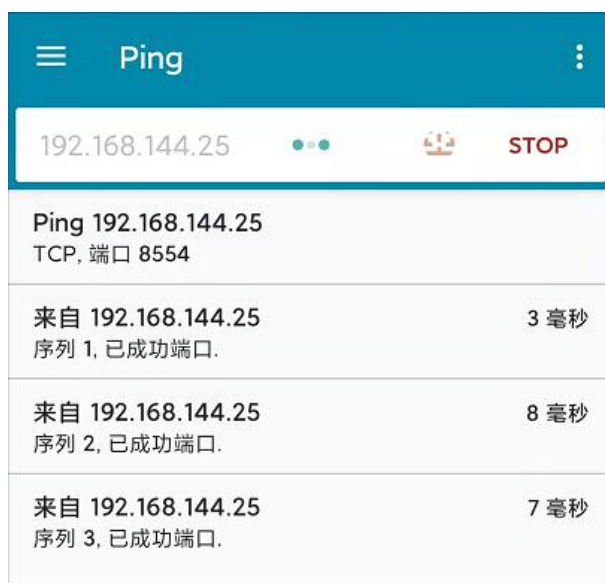 Ping
192.168.144.25
STOP
Ping 192.168.144.25
TCP, 端口 8554
来自 192.168.144.25
3 毫秒
序列 1, 已成功端口.
来自 192.168.144.25
8 毫秒
序列 2, 已成功端口.
来自 192.168.144.25
7 毫秒
序列 3, 已成功端口.